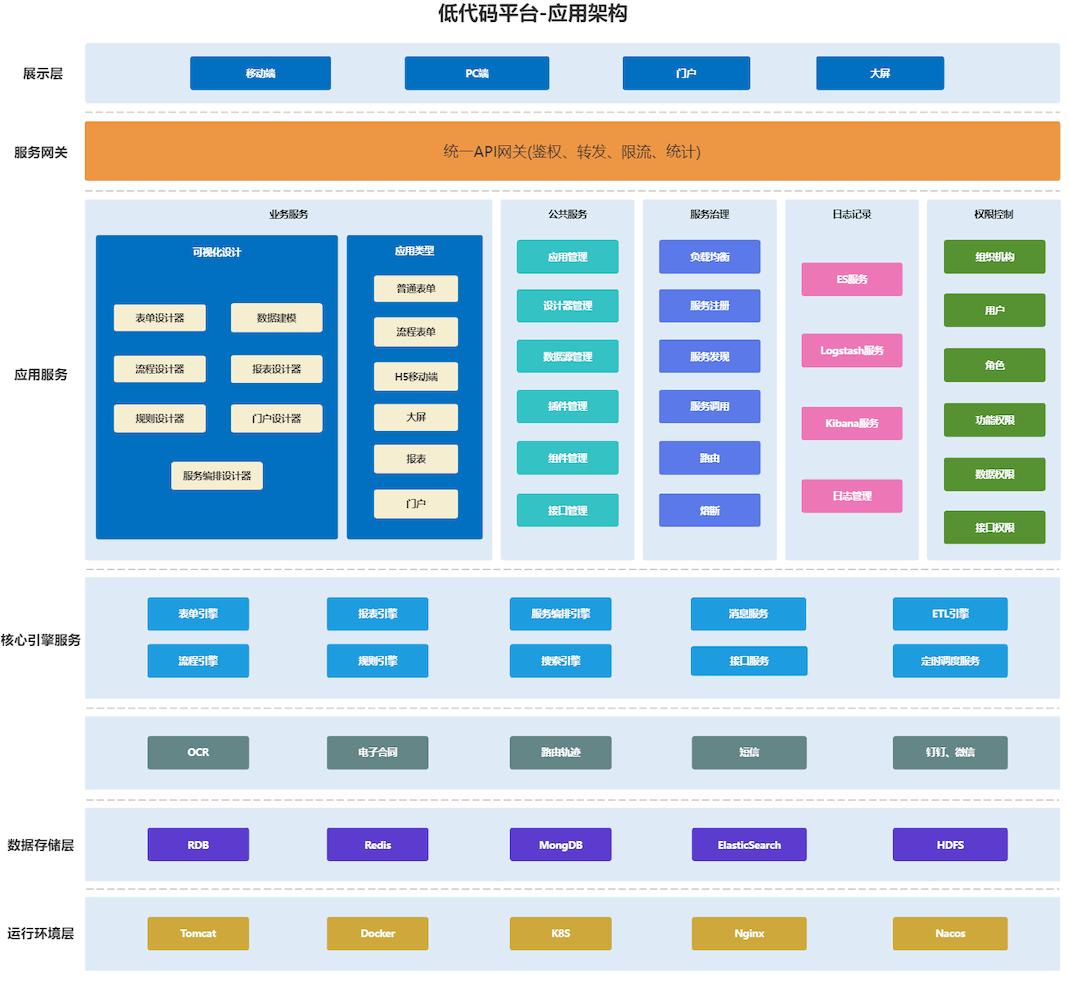 低代码平台-应用架构
展示层
移动端
PC端
门户
大屏
服务网关
统一API网关(鉴权、转发、限流、统计)
应用服务
业务服务
可视化设计
表单设计器
数据建模
流程设计器
报表设计器
规则设计器
门户设计器
服务编排设计器
应用类型
普通表单
流程表单
H5移动端
大屏
报表
门户
公共服务
应用管理
设计器管理
数据源管理
插件管理
组件管理
接口管理
服务治理
负载均衡
服务注册
服务发现
服务调用
路由
熔断
日志记录
ES服务
Logstash服务
Kibana服务
日志管理
权限控制
组织机构
用户
角色
功能权限
数据权限
接口权限
核心引擎服务
表单引擎
报表引擎
服务编排引擎
消息服务
ETL引擎
流程引擎
规则引擎
搜索引擎
接口服务
定时调度服务
OCR
电子合同
路由轨迹
短信
钉钉、微信
数据存储层
RDB
Redis
MongDB
ElasticSearch
HDFS
运行环境层
Tomcat
Docker
K8S
Nginx
Nacos